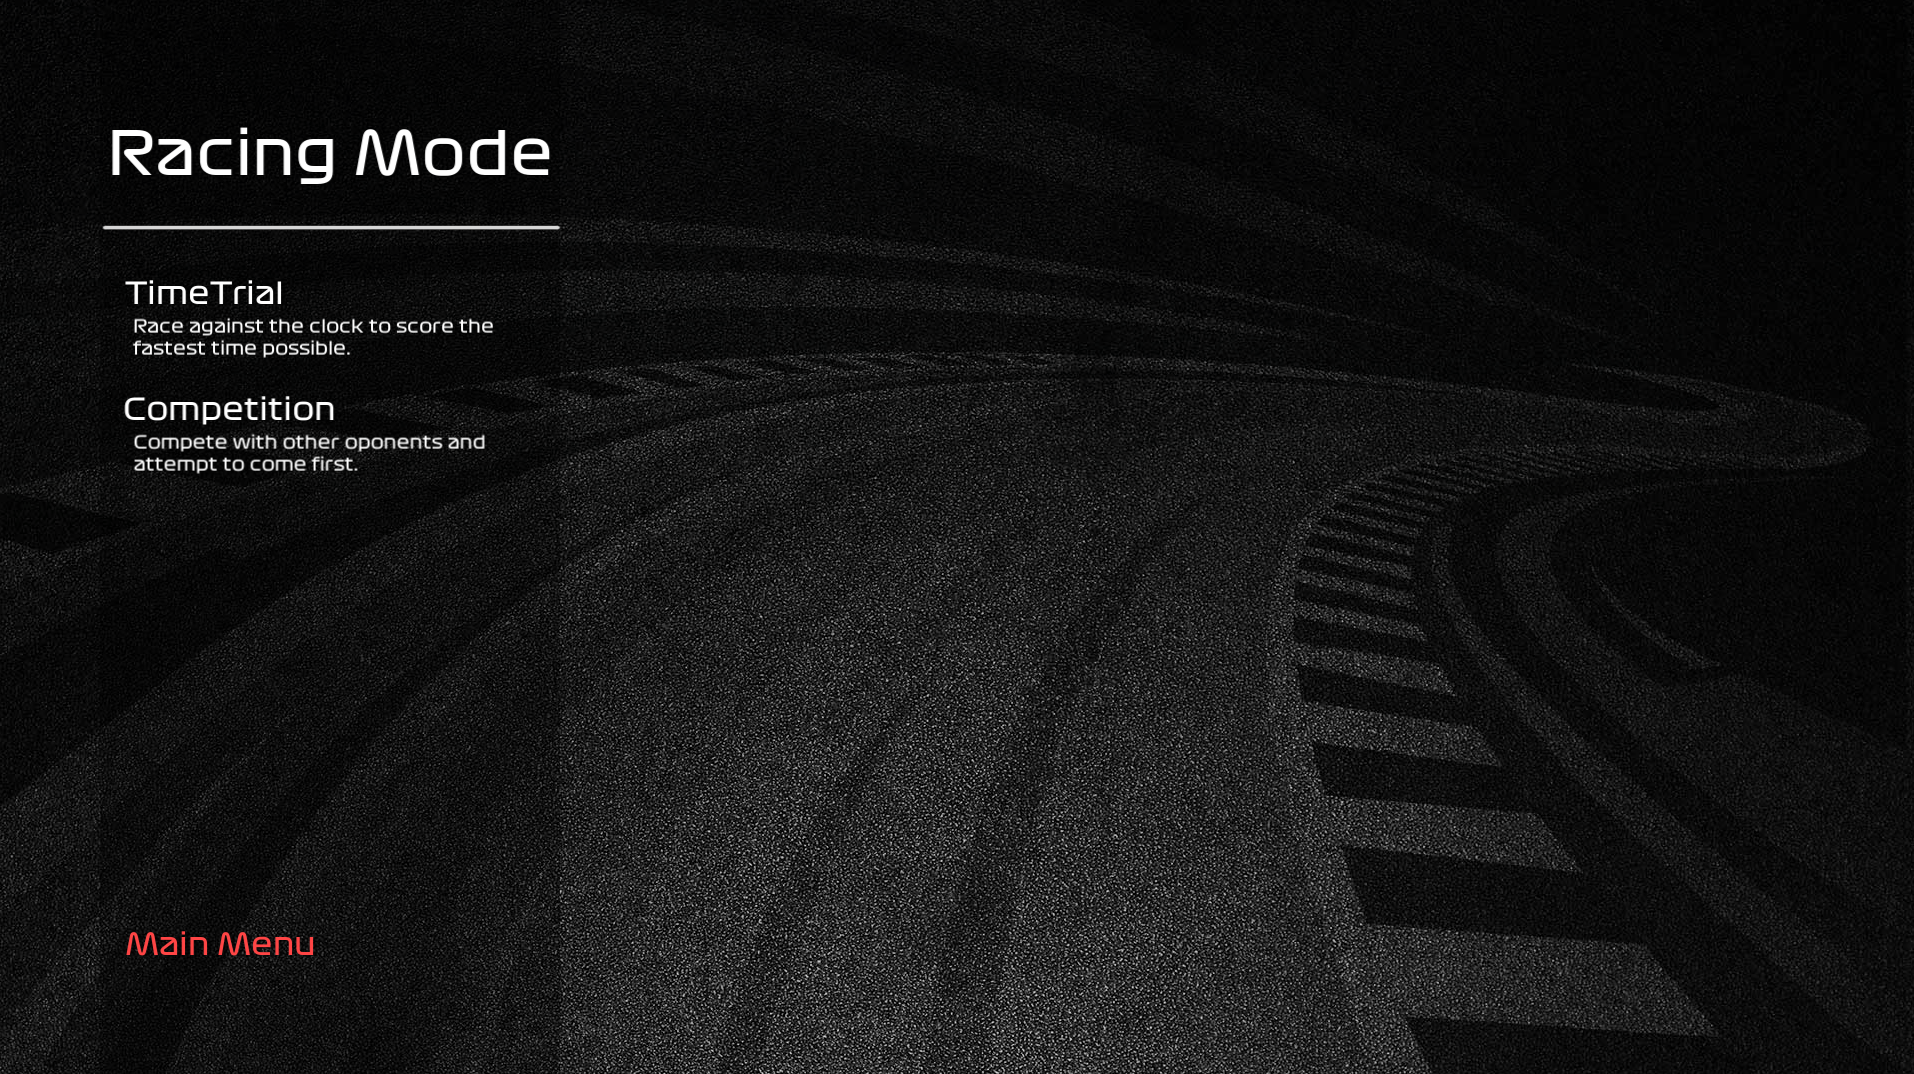 Racing Mode
TimeTrial
Race against the clock to score the
fastest time possible.
Competition
Compete with other oponents and
attempt to come first.
Main Menu